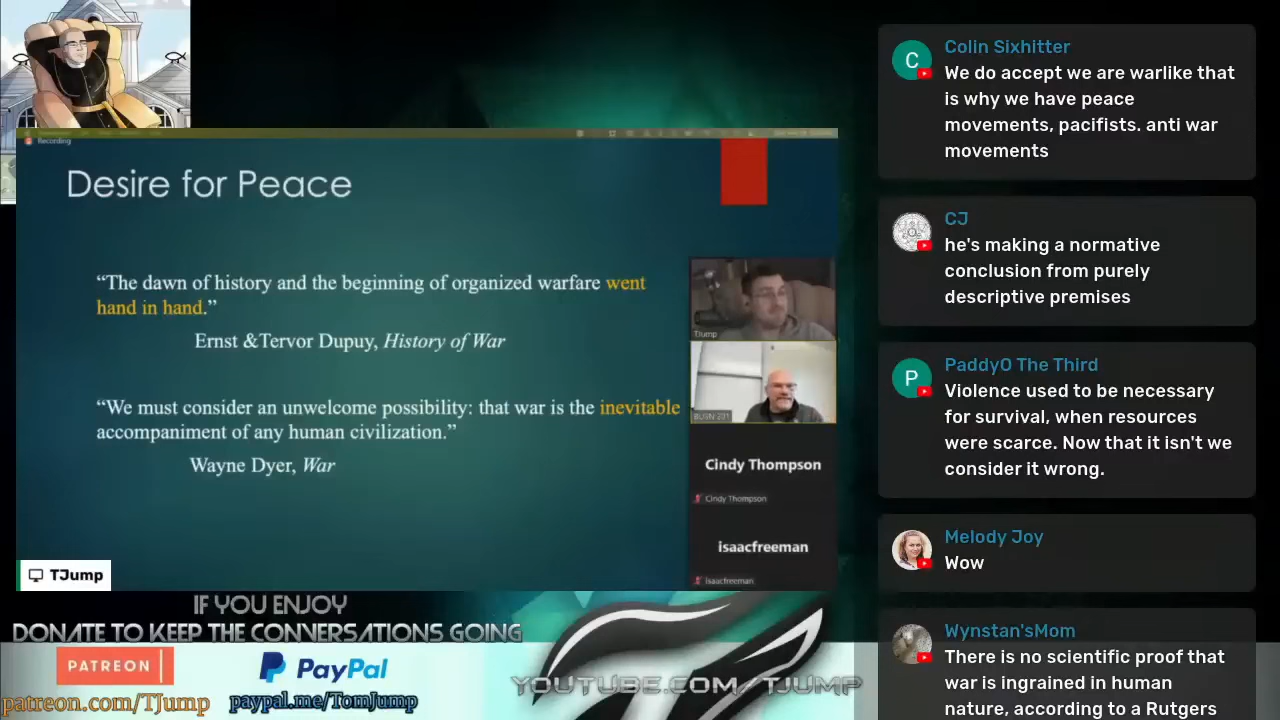 Recording
Desire for Peace
“The dawn of history and the beginning of organized warfare went
hand in hand.”
Ernst &Tervor Dupuy, History of War
“We must consider an unwelcome possibility: that war is the inevitable
accompaniment of any human civilization.”
Wayne Dyer, War
TJump
Cindy Thompson
Cindy Thompson
isaacfreeman
isaacfreeman
TJump
IF YOU ENJOY
DONATE TO KEEP THE CONVERSATIONS GOING
PATREON
PayPal
patreon.com/TJump
paypal.me/TomJump
YOUTUBE.COM/TJUMP
C
Colin Sixhitter
We do accept we are warlike that
is why we have peace
movements, pacifists. anti war
movements
CJ
he's making a normative
conclusion from purely
descriptive premises
P
PaddyO The Third
Violence used to be necessary
for survival, when resources
were scarce. Now that it isn't we
consider it wrong.
Melody Joy
Wow
Wynstan'sMom
There is no scientific proof that
war is ingrained in human
nature, according to a Rutgers